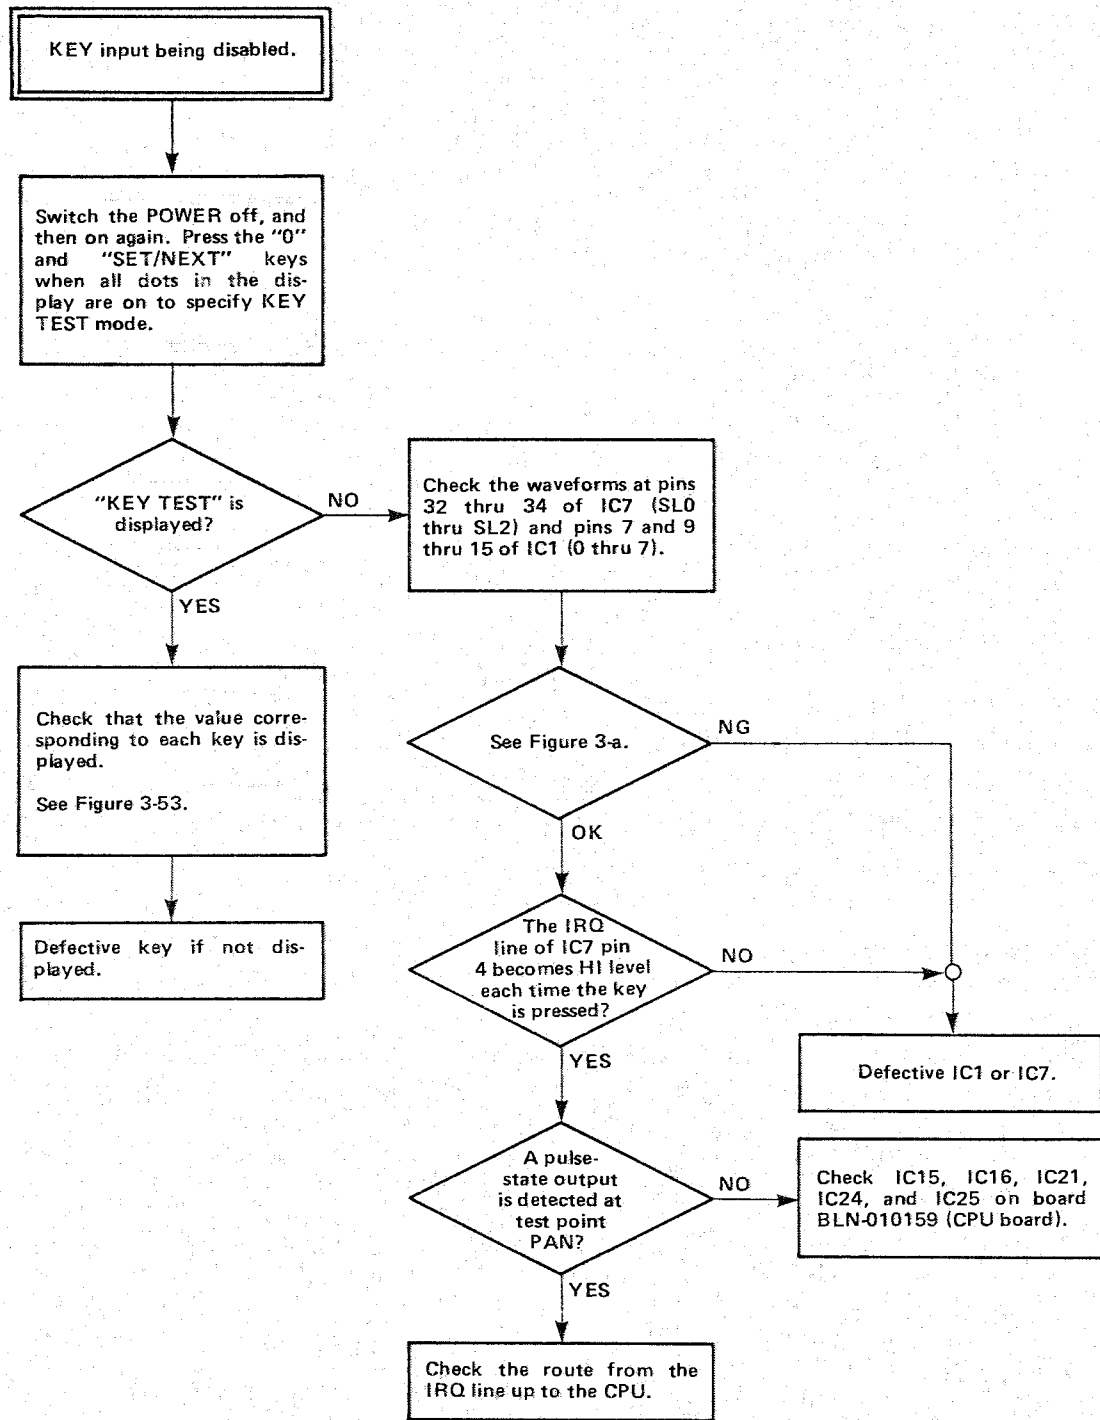 KEY input being disabled.
Switch the POWER off, and
then on again. Press the "0"
and "SET/NEXT" keys
when all dots in the dis-
play are on to specify KEY
TEST mode.
"KEY TEST" is
displayed?
NO
YES
Check the waveforms at pins
32 thru 34 of IC7 (SL0
thru SL2) and pins 7 and 9
thru 15 of IC1 (0 thru 7).
Check that the value corre-
sponding to each key is dis-
played.
See Figure 3-53.
Defective key if not dis-
played.
See Figure 3-a.
NG
OK
The IRQ
line of IC7 pin
4 becomes HI level
each time the key
is pressed?
NO
YES
Defective IC1 or IC7.
A pulse-
state output
is detected at
test point
PAN?
NO
YES
Check IC15, IC16, IC21,
IC24, and IC25 on board
BLN-010159 (CPU board).
Check the route from the
IRQ line up to the CPU.